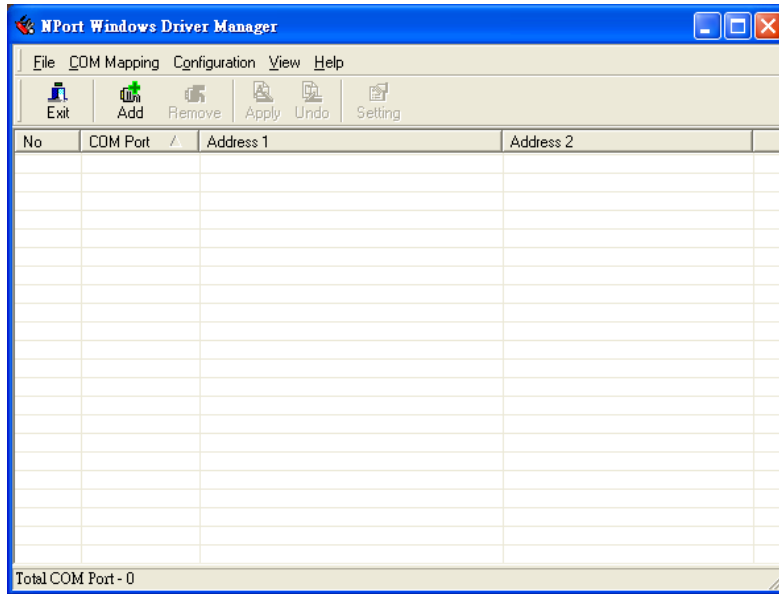 NPort Windows Driver Manager
File COM Mapping Configuration View Help
Exit Add Remove Apply Undo Setting
No COM Port Address 1 Address 2
Total COM Port - 0